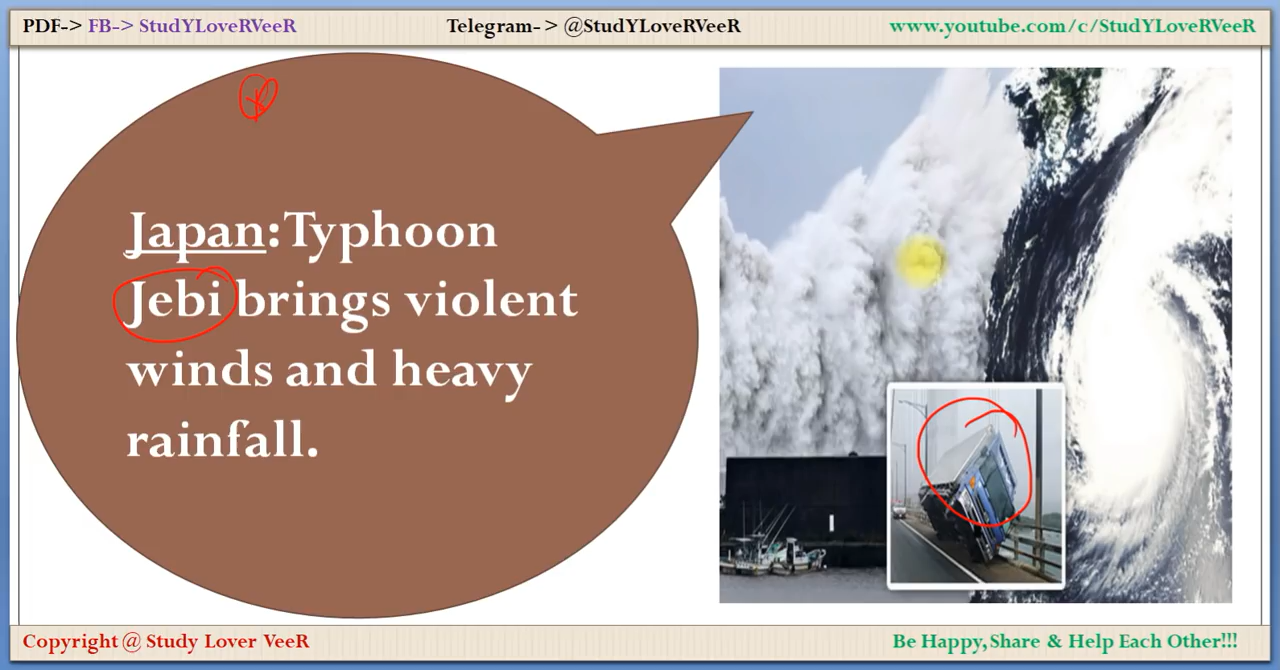 PDF-> FB-> StudYLoveRVeeR
Telegram- > @StudYLoveRVeeR
www.youtube.com/c/StudYLoveRVeeR
Japan:Typhoon
Jebi brings violent
winds and heavy
rainfall.
Copyright @ Study Lover VeeR
Be Happy,Share & Help Each Other!!!